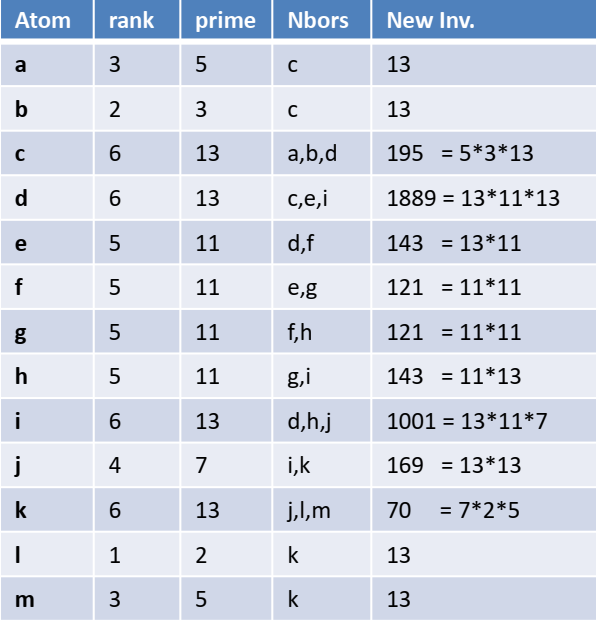 Atom rank prime Nbors New Inv.
a 3 5 c 13
b 2 3 c 13
c 6 13 a,b,d 195 = 5*3*13
d 6 13 c,e,i 1889 = 13*11*13
e 5 11 d,f 143 = 13*11
f 5 11 e,g 121 = 11*11
g 5 11 f,h 121 = 11*11
h 5 11 g,i 143 = 11*13
i 6 13 d,h,j 1001 = 13*11*7
j 4 7 i,k 169 = 13*13
k 6 13 j,l,m 70 = 7*2*5
l 1 2 k 13
m 3 5 k 13